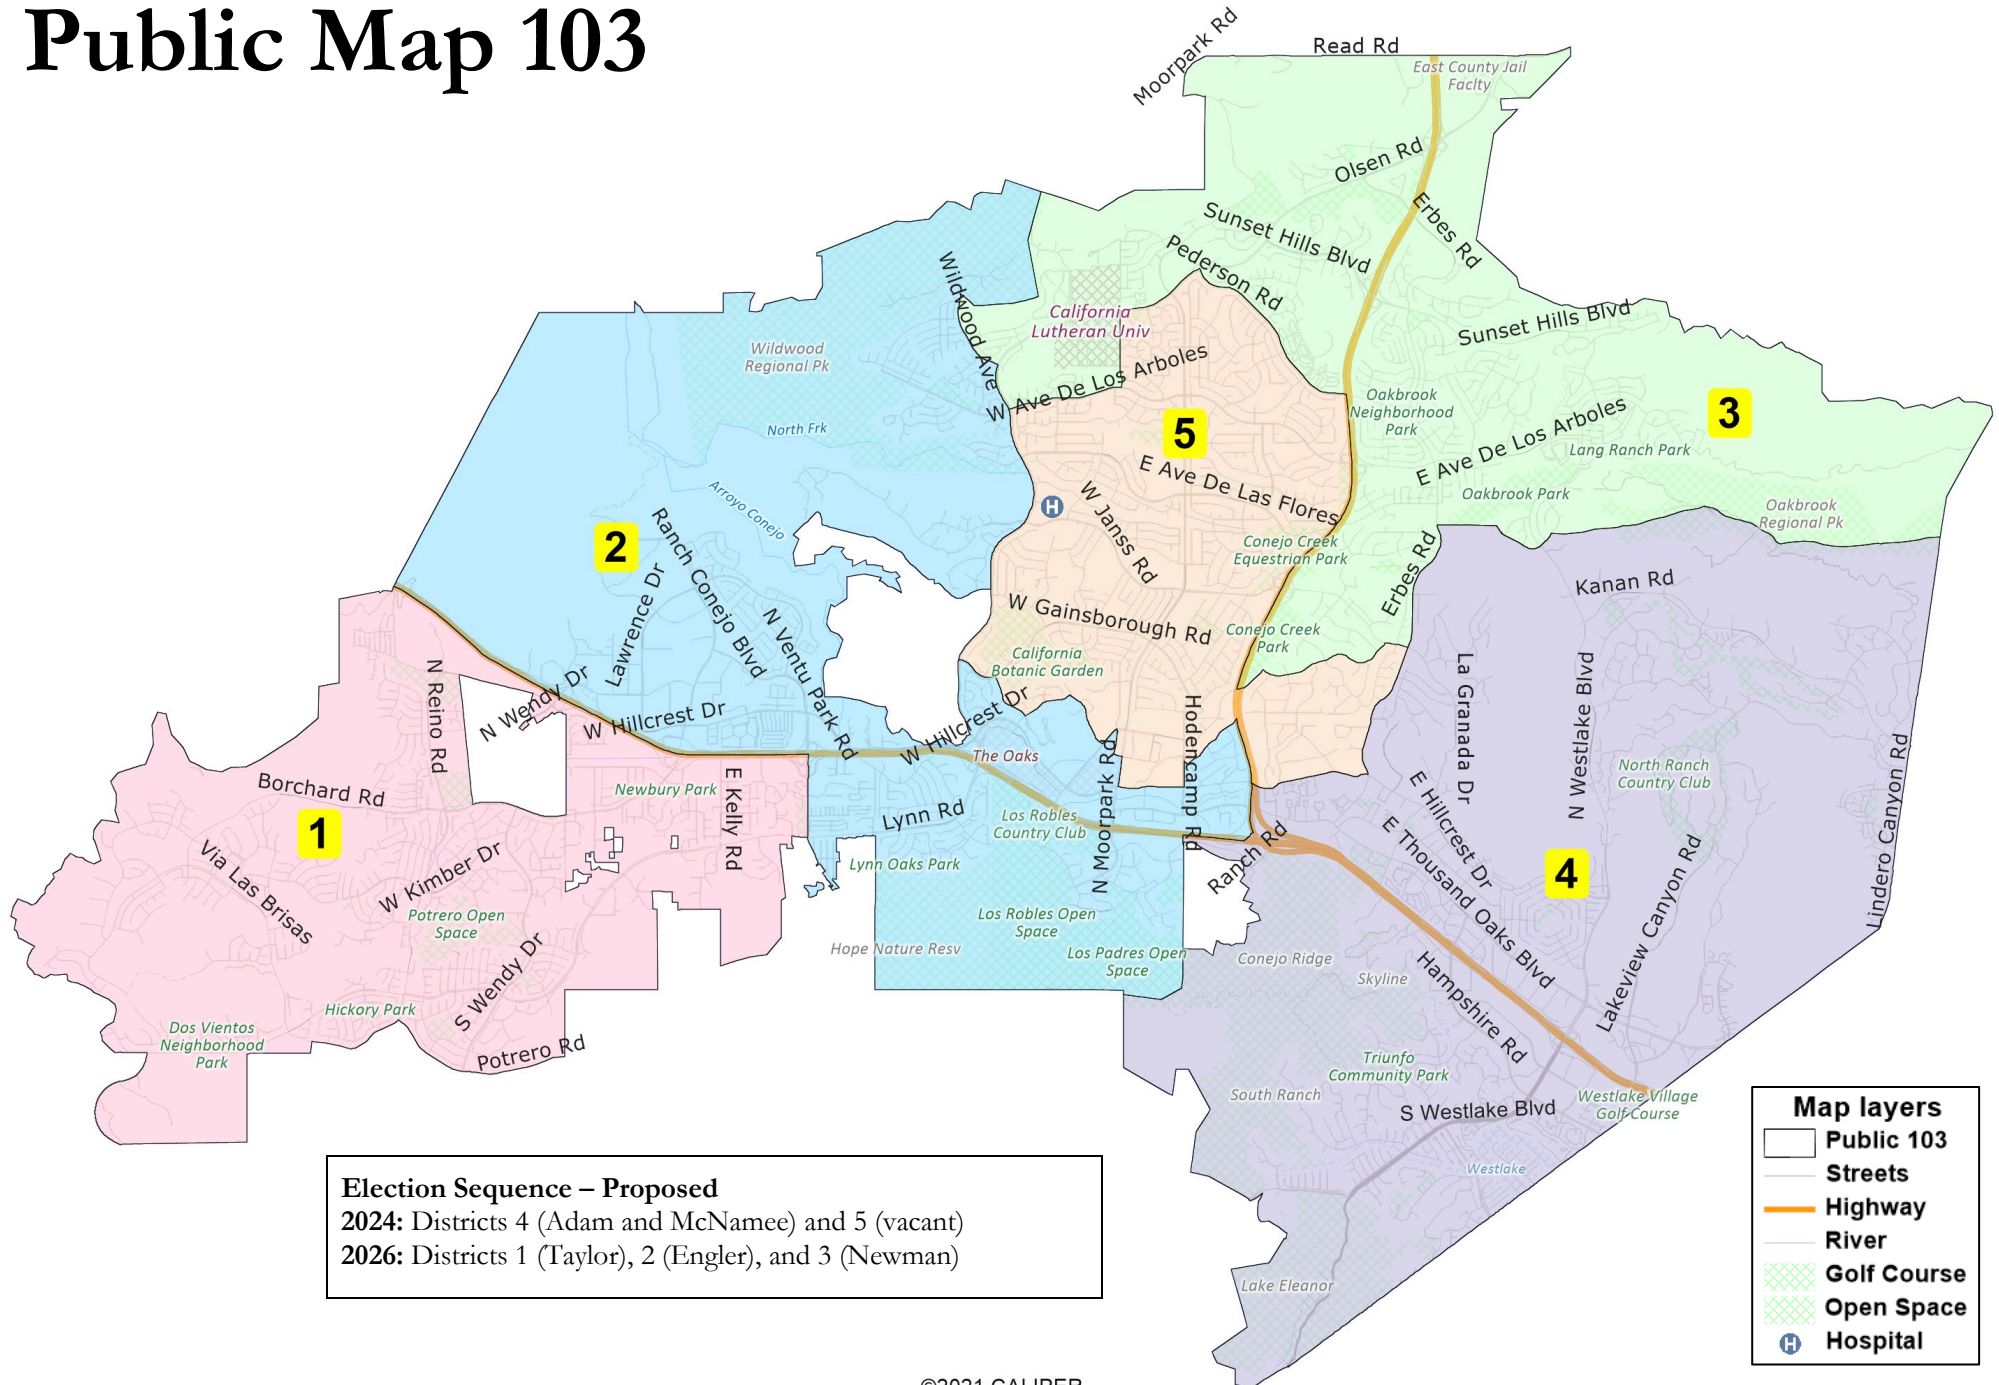 Public Map 103
Moorpark Rd
Read Rd
East County Jail
Faclty
Olsen Rd
Erbes Rd
Sunset Hills Blvd
Pederson Rd
Wildwood Ave
California
Lutheran Univ
Sunset Hills Blvd
Wildwood
Regional Pk
W Ave De Los Arboles
Oakbrook
Neighborhood
Park
3
E Ave De Los Arboles
Lang Ranch Park
5
North Frk
E Ave De Las Flores
Oakbrook Park
Oakbrook
Regional Pk
Arroyo Conejo
H
W Janss Rd
Conejo Creek
Equestrian Park
2
Ranch Conejo Blvd
Lawrence Dr
Erbes Rd
Kanan Rd
W Gainsborough Rd
Conejo Creek
Park
N Ventu Park Rd
California
Botanic Garden
N Reino Rd
N Wendy Dr
W Hillcrest Dr
W Hillcrest Dr
Hodencamp Rd
La Granada Dr
N Westlake Blvd
The Oaks
North Ranch
Country Club
Lindero Canyon Rd
Borchard Rd
Newbury Park
E Kelly Rd
N Moorpark Rd
E Hillcrest Dr
1
Lynn Rd
Los Robles
Country Club
E Thousand Oaks Blvd
Ranch Rd
Via Las Brisas
W Kimber Dr
Lynn Oaks Park
4
Lakeview Canyon Rd
Potrero Open
Space
Los Robles Open
Space
Hope Nature Resv
Los Padres Open
Space
Conejo Ridge
Skyline
S Wendy Dr
Hampshire Rd
Hickory Park
Dos Vientos
Neighborhood
Park
Potrero Rd
Triunfo
Community Park
South Ranch
S Westlake Blvd
Westlake Village
Golf Course
Westlake
Lake Eleanor
Election Sequence – Proposed
2024: Districts 4 (Adam and McNamee) and 5 (vacant)
2026: Districts 1 (Taylor), 2 (Engler), and 3 (Newman)
Map layers
Public 103
Streets
Highway
River
Golf Course
Open Space
H Hospital
©2021 CALIPER